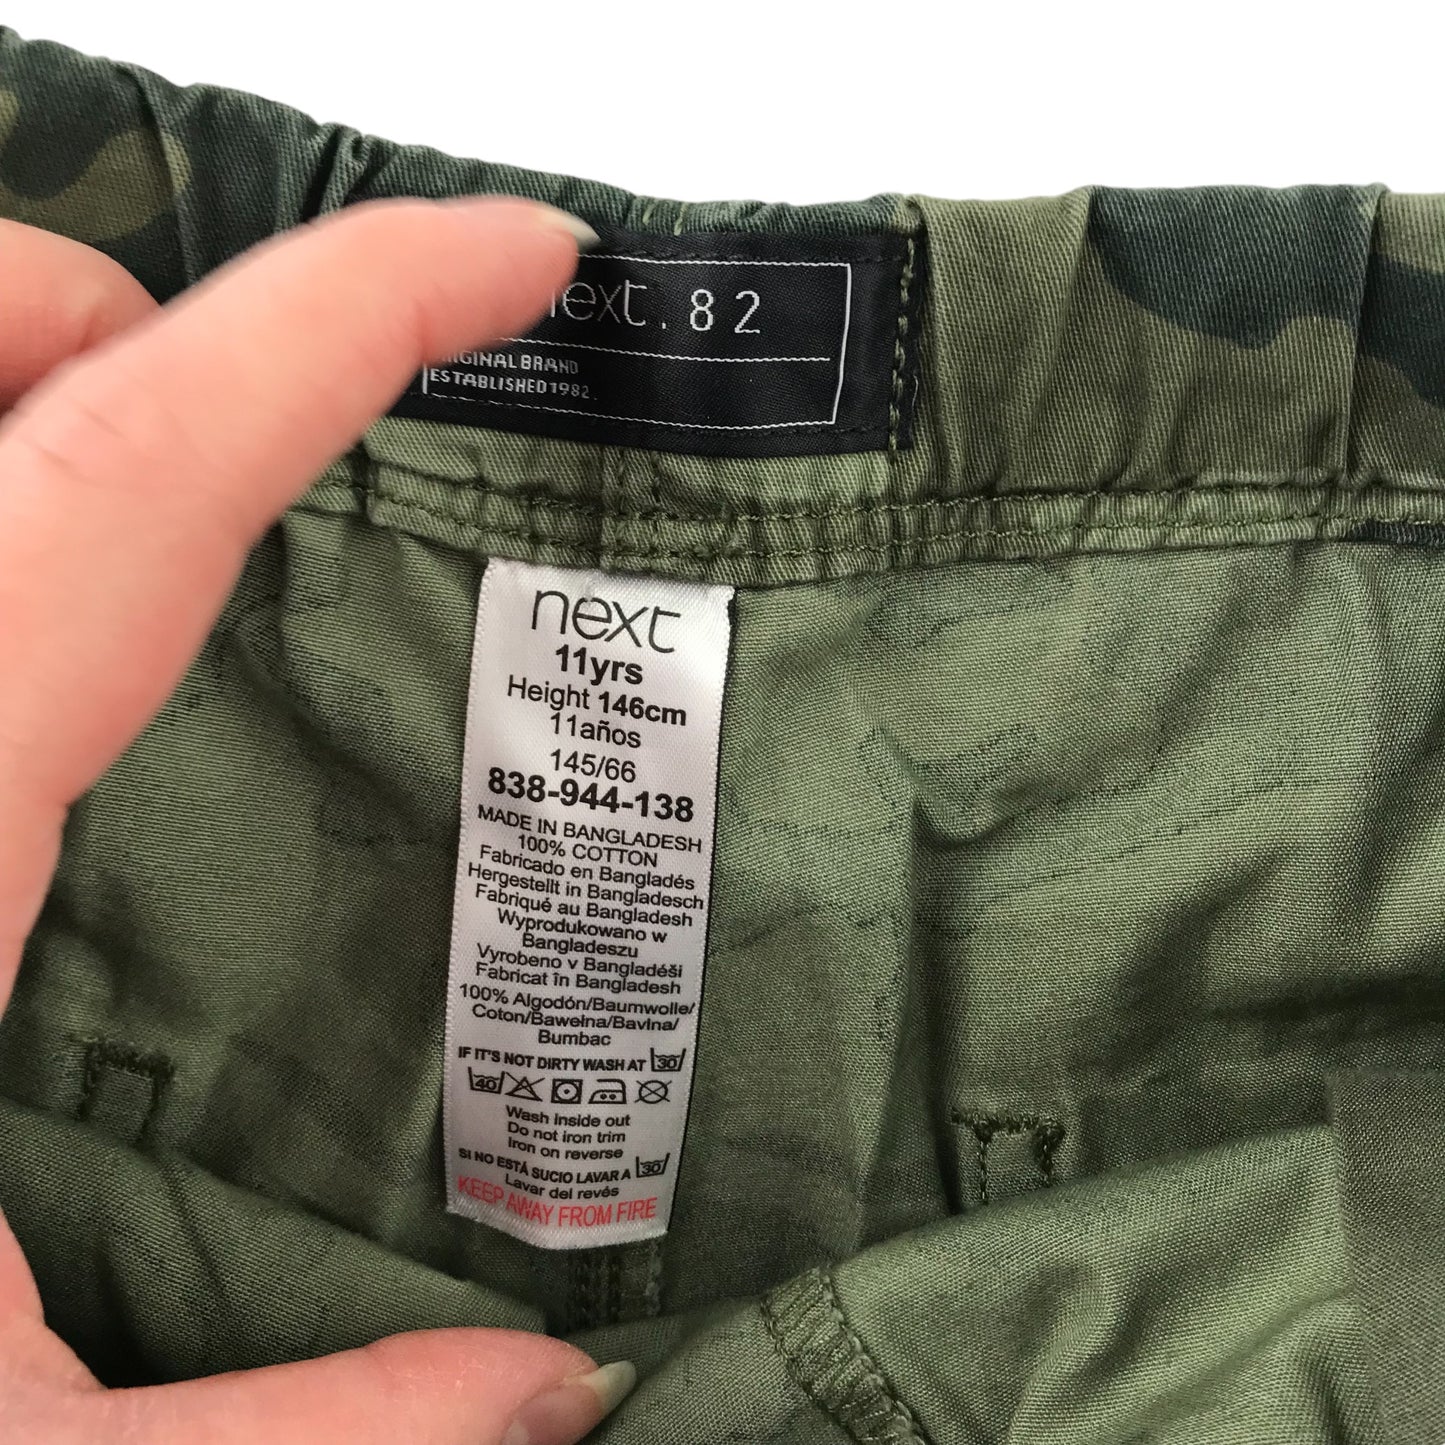 next.82
ORIGINAL BRAND
ESTABLISHED 1982.
next
11yrs
Height 146cm
11años
145/66
838-944-138
MADE IN BANGLADESH
100% COTTON
Fabricado en Bangladés
Hergestellt in Bangladesch
Fabriqué au Bangladesh
Wyprodukowano w
Bangladeszu
Vyrobeno v Bangladéši
Fabricat în Bangladesh
100% Algodón/Baumwolle/
Coton/Bawełna/Bavlna/
Bumbac
IF IT'S NOT DIRTY WASH AT 30
40
Wash inside out
Do not iron trim
Iron on reverse
SI NO ESTÁ SUCIO LAVAR A 30
Lavar del revés
KEEP AWAY FROM FIRE